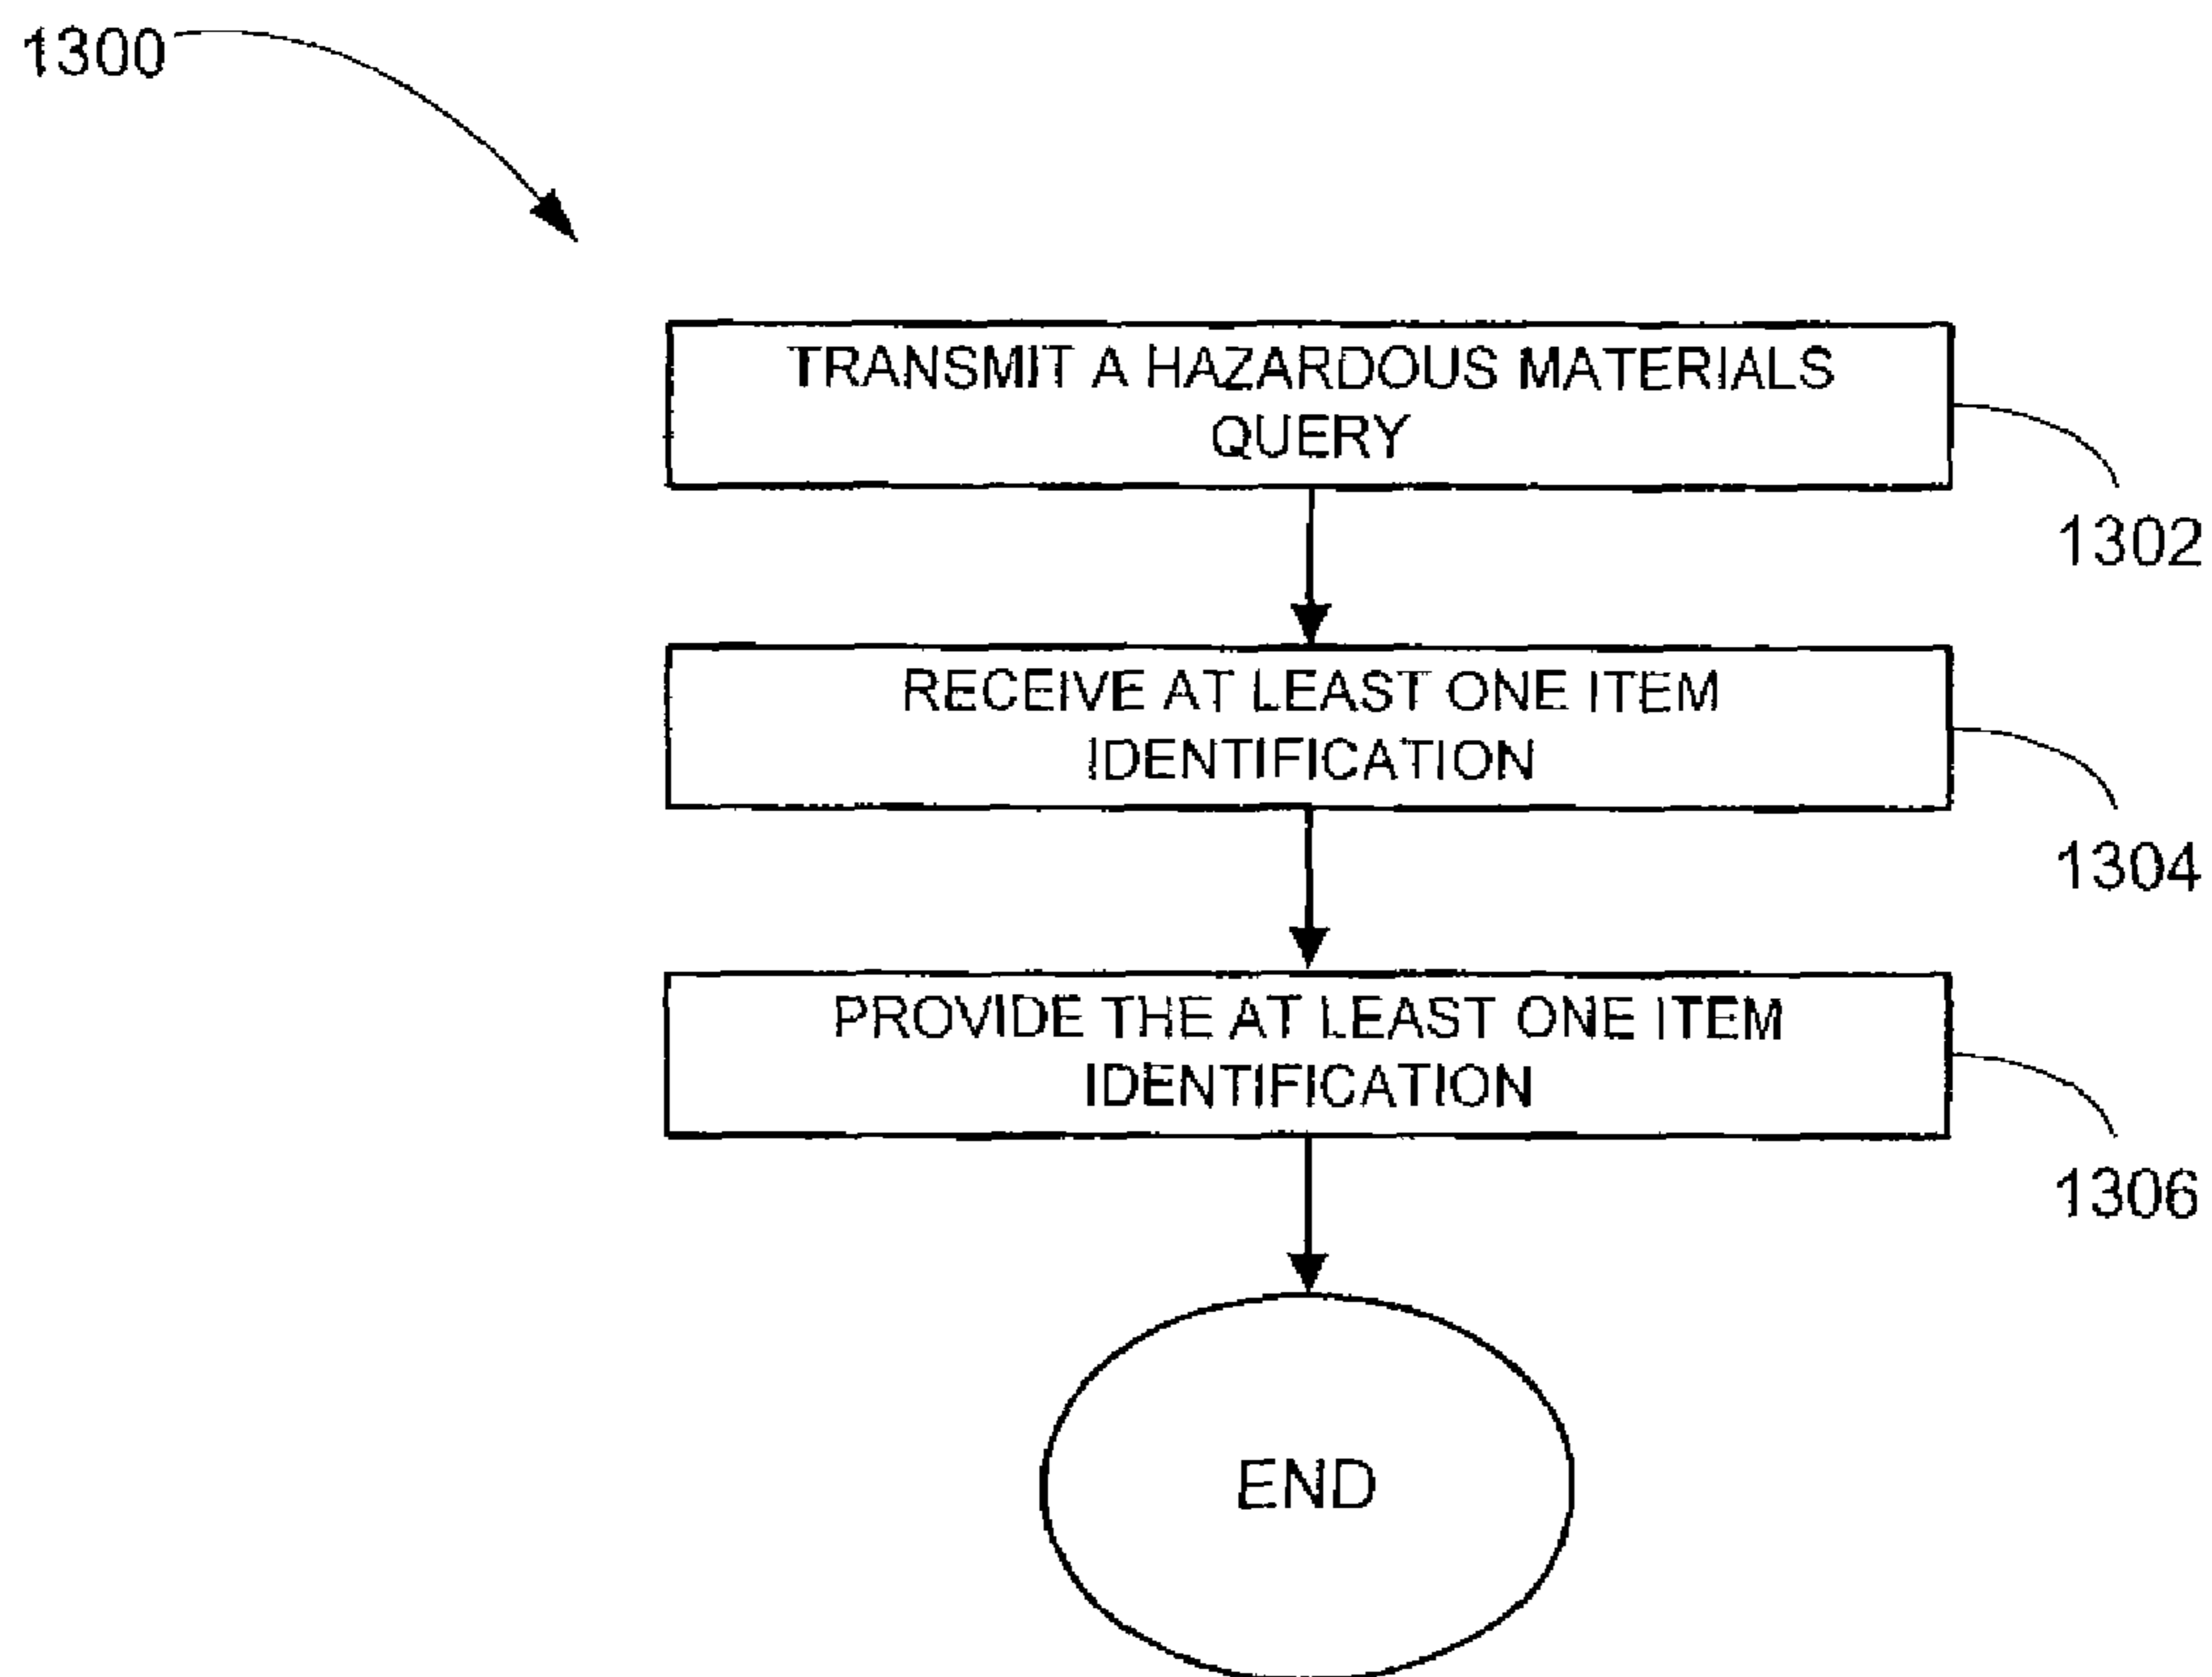 1300
TRANSMIT A HAZARDOUS MATERIALS
QUERY
1302
RECEIVE AT LEAST ONE ITEM
IDENTIFICATION
1304
PROVIDE THE AT LEAST ONE ITEM
IDENTIFICATION
1306
END